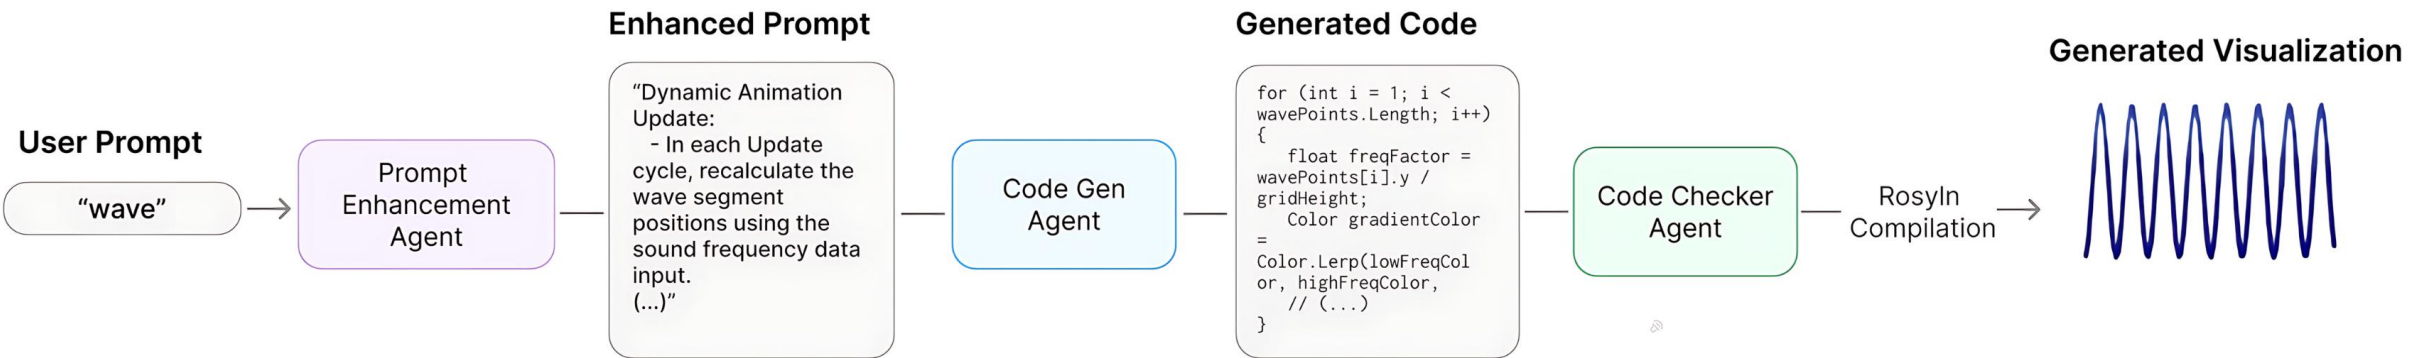 User Prompt
“wave”
Prompt
Enhancement
Agent
Enhanced Prompt
“Dynamic Animation
Update:
- In each Update
cycle, recalculate the
wave segment
positions using the
sound frequency data
input.
(...)”
Code Gen
Agent
Generated Code
for (int i = 1; i <
wavePoints.Length; i++)
{
float freqFactor =
wavePoints[i].y /
gridHeight;
Color gradientColor
=
Color.Lerp(lowFreqCol
or, highFreqColor,
// (...)
}
Code Checker
Agent
Rosyln
Compilation
Generated Visualization